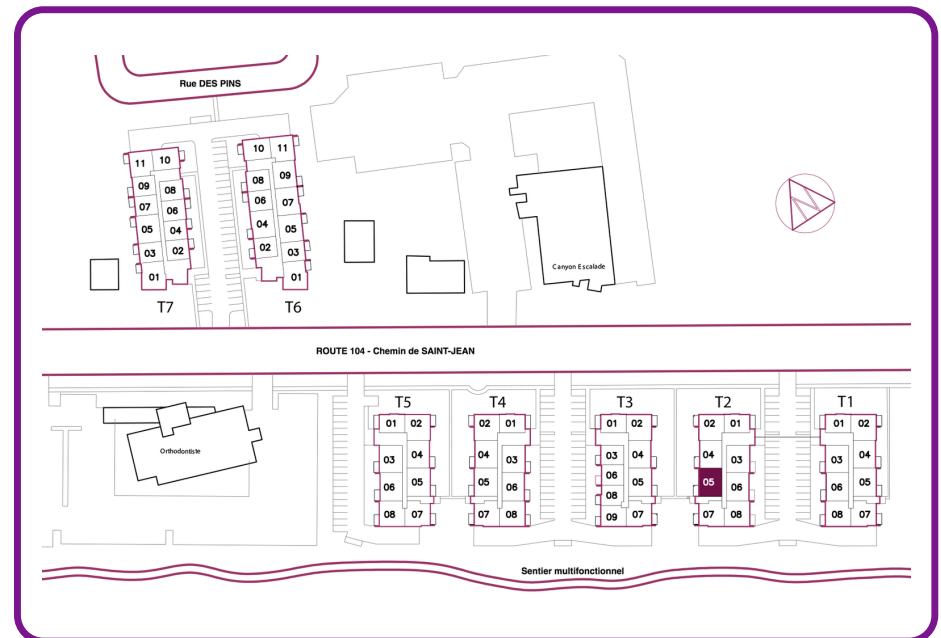 Rue DES PINS
11 10
09 08
07 06
05 04
03 02
01
T7
10 11
08 09
06 07
04 05
02 03
01
T6
Canyon Escalade
N
ROUTE 104 - Chemin de SAINT-JEAN
Orthodontiste
T5
01 02
03 04
06 05
08 07
T4
02 01
04 03
05 06
07 08
T3
01 02
03 04
06 05
08
09 07
T2
02 01
04 03
05 06
07 08
T1
01 02
03 04
06 05
08 07
Sentier multifonctionnel